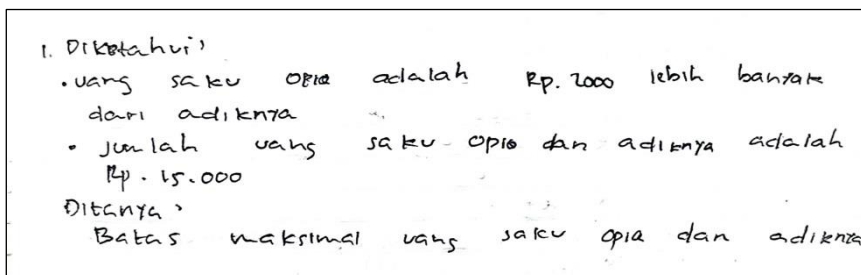 1. Diketahui,
• uang saku opia adalah Rp. 2000 lebih banyak
dari adiknya
• Jumlah uang saku opia dan adiknya adalah
Rp. 15.000
Ditanya,
Batas maksimal uang saku opia dan adiknya